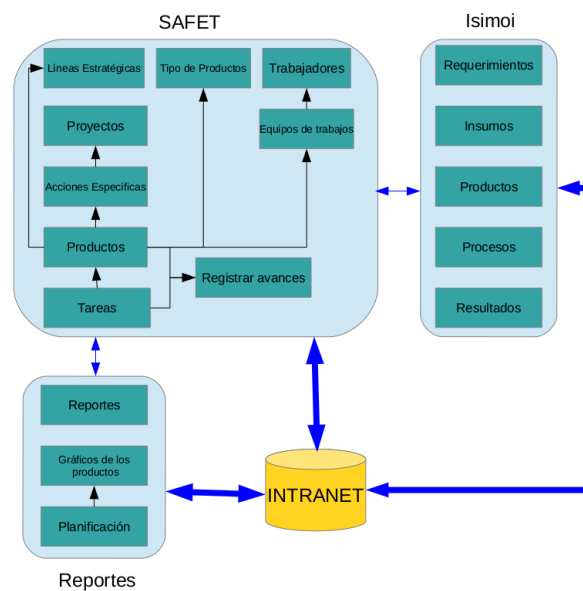 SAFET
Líneas Estratégicas
Tipo de Productos
Trabajadores
Proyectos
Equipos de trabajos
Acciones Específicas
Productos
Registrar avances
Tareas
Isimoi
Requerimientos
Insumos
Productos
Procesos
Resultados
Reportes
Gráficos de los
productos
Planificación
Reportes
INTRANET